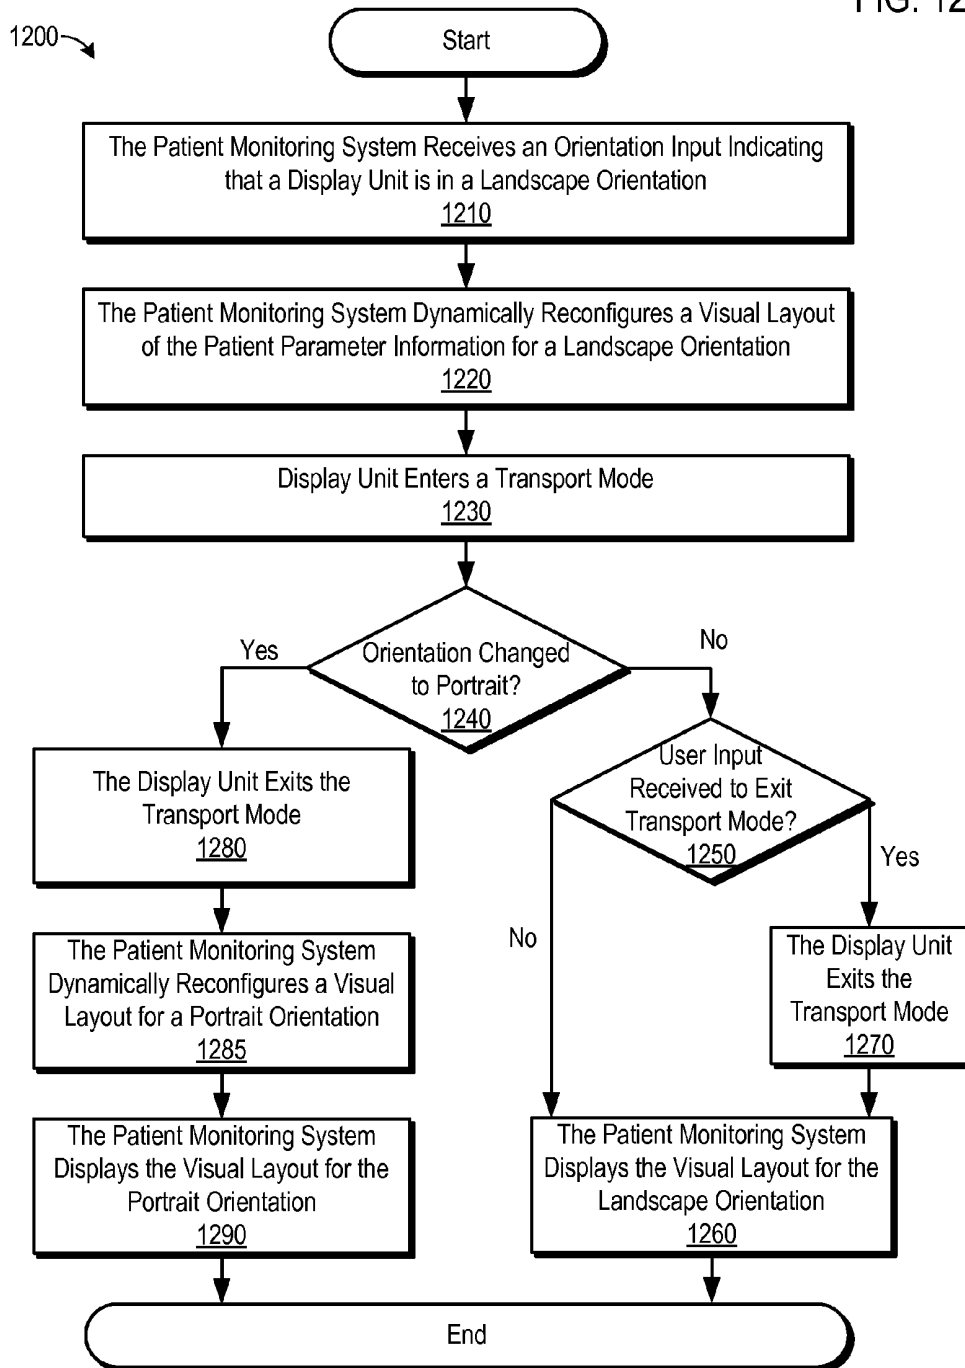 FIG. 12
1200
Start
The Patient Monitoring System Receives an Orientation Input Indicating
that a Display Unit is in a Landscape Orientation
1210
The Patient Monitoring System Dynamically Reconfigures a Visual Layout
of the Patient Parameter Information for a Landscape Orientation
1220
Display Unit Enters a Transport Mode
1230
Orientation Changed
to Portrait?
1240
Yes
No
The Display Unit Exits the
Transport Mode
1280
User Input
Received to Exit
Transport Mode?
1250
Yes
No
The Patient Monitoring System
Dynamically Reconfigures a Visual
Layout for a Portrait Orientation
1285
The Display Unit
Exits the
Transport Mode
1270
The Patient Monitoring System
Displays the Visual Layout for the
Portrait Orientation
1290
The Patient Monitoring System
Displays the Visual Layout for the
Landscape Orientation
1260
End